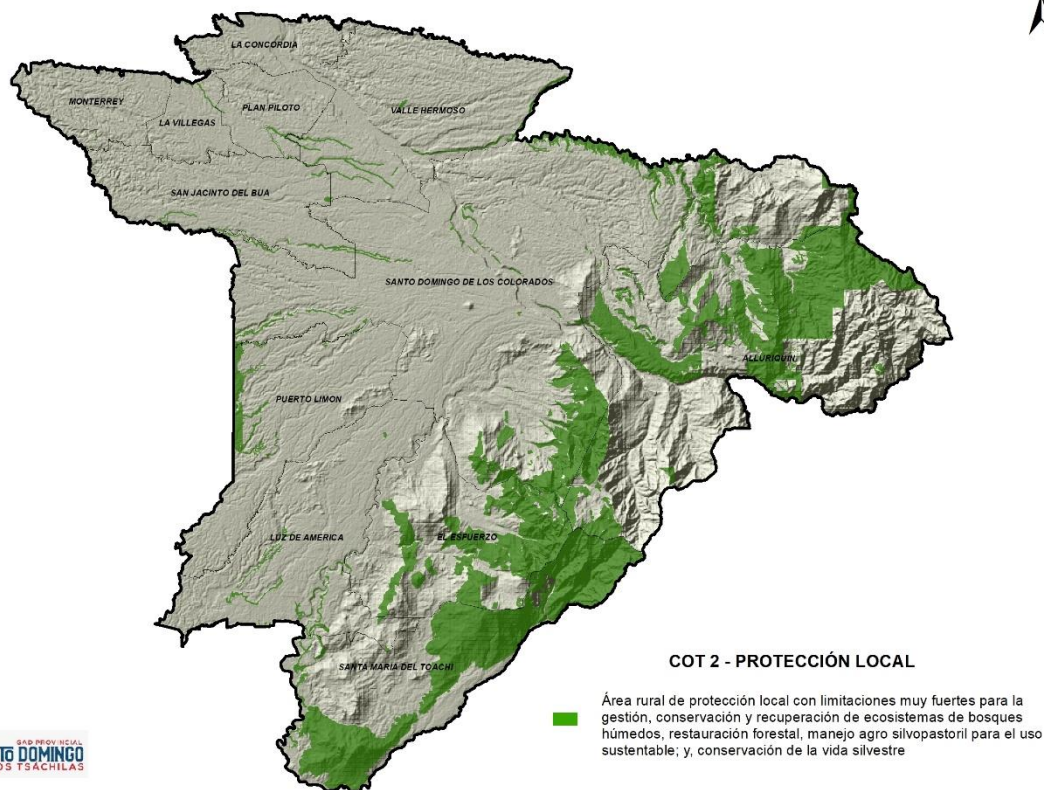 LA CONCORDIA
MONTERREY
PLAN PILOTO
VALLE HERMOSO
LA VILLEGAS
SAN JACINTO DEL BUA
SANTO DOMINGO DE LOS COLORADOS
ALLURIQUIN
PUERTO LIMON
LUZ DE AMERICA
EL ESFUERZO
SANTA MARIA DEL TOACHI
COT 2 - PROTECCIÓN LOCAL
Área rural de protección local con limitaciones muy fuertes para la
gestión, conservación y recuperación de ecosistemas de bosques
húmedos, restauración forestal, manejo agro silvopastoril para el uso
sustentable; y, conservación de la vida silvestre
GAD PROVINCIAL
TO DOMINGO
OS TSÁCHILAS